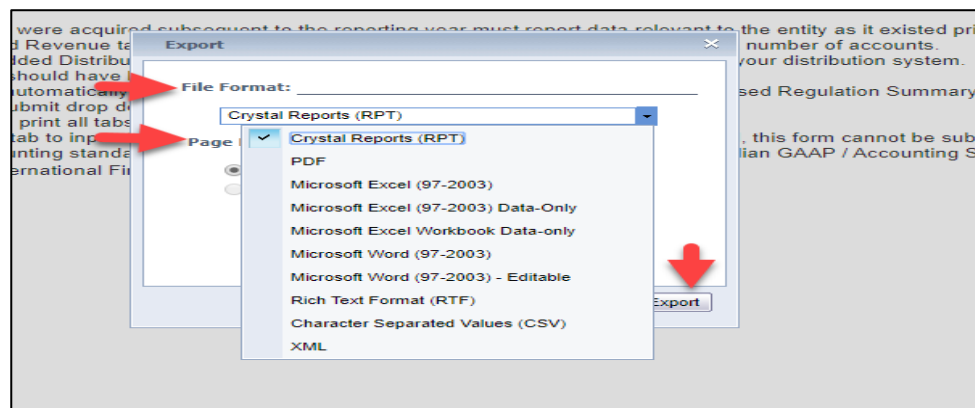 were acquired subsequent to the reporting year must report data relevant to the entity as it existed pri
d Revenue ta
number of accounts.
dded Distribu
your distribution system.
should have
automatically
sed Regulation Summary
ubmit drop d
print all tabs
tab to inp
, this form cannot be sub
unting standa
dian GAAP / Accounting S
ernational Fi
Export
File Format:
Crystal Reports (RPT)
Page
Crystal Reports (RPT)
PDF
Microsoft Excel (97-2003)
Microsoft Excel (97-2003) Data-Only
Microsoft Excel Workbook Data-only
Microsoft Word (97-2003)
Microsoft Word (97-2003) - Editable
Rich Text Format (RTF)
Character Separated Values (CSV)
XML
Export